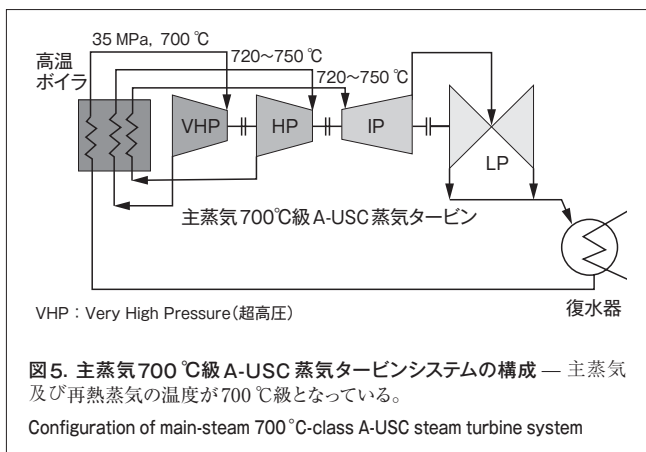 35 MPa, 700 ℃
高温
ボイラ
720～750 ℃
720～750 ℃
VHP
HP
IP
LP
主蒸気700℃級A-USC蒸気タービン
復水器
VHP：Very High Pressure（超高圧）
図5．主蒸気700 ℃級A-USC蒸気タービンシステムの構成 ― 主蒸気
及び再熱蒸気の温度が700 ℃級となっている。
Configuration of main-steam 700°C-class A-USC steam turbine system